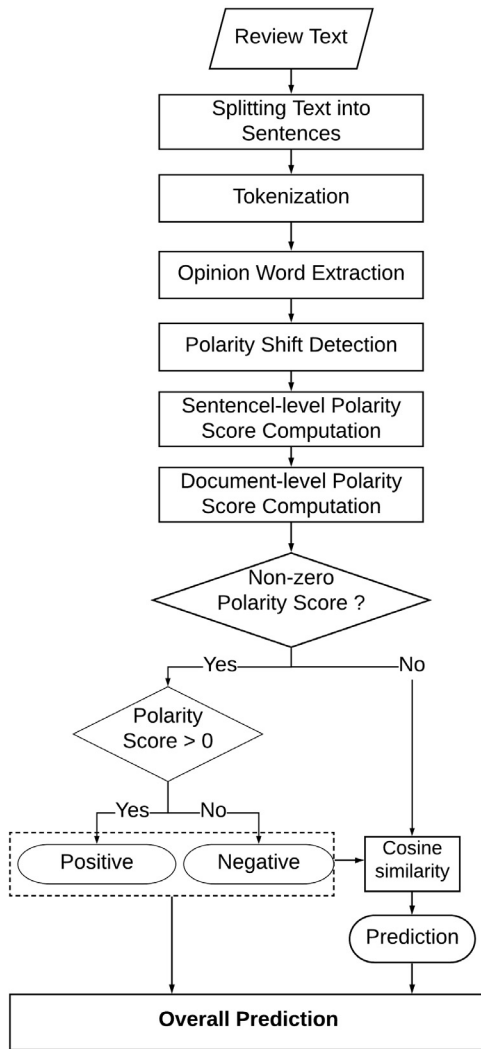 Review Text
Splitting Text into
Sentences
Tokenization
Opinion Word Extraction
Polarity Shift Detection
Sentencel-level Polarity
Score Computation
Document-level Polarity
Score Computation
Non-zero
Polarity Score ?
Yes
No
Polarity
Score > 0
Yes
No
Positive
Negative
Cosine
similarity
Prediction
Overall Prediction